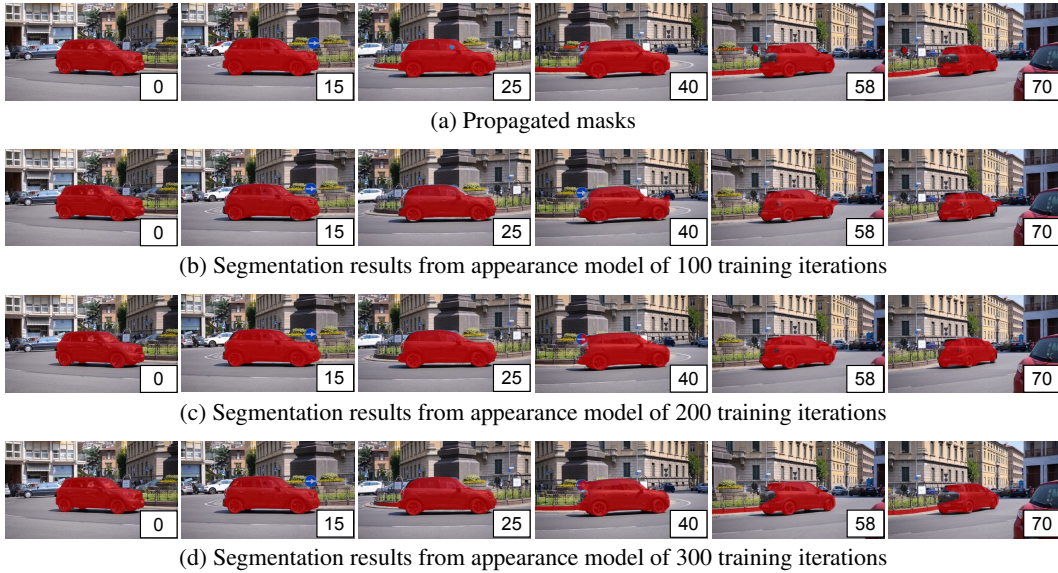 0 15 25 40 58 70
(a) Propagated masks
0 15 25 40 58 70
(b) Segmentation results from appearance model of 100 training iterations
0 15 25 40 58 70
(c) Segmentation results from appearance model of 200 training iterations
0 15 25 40 58 70
(d) Segmentation results from appearance model of 300 training iterations